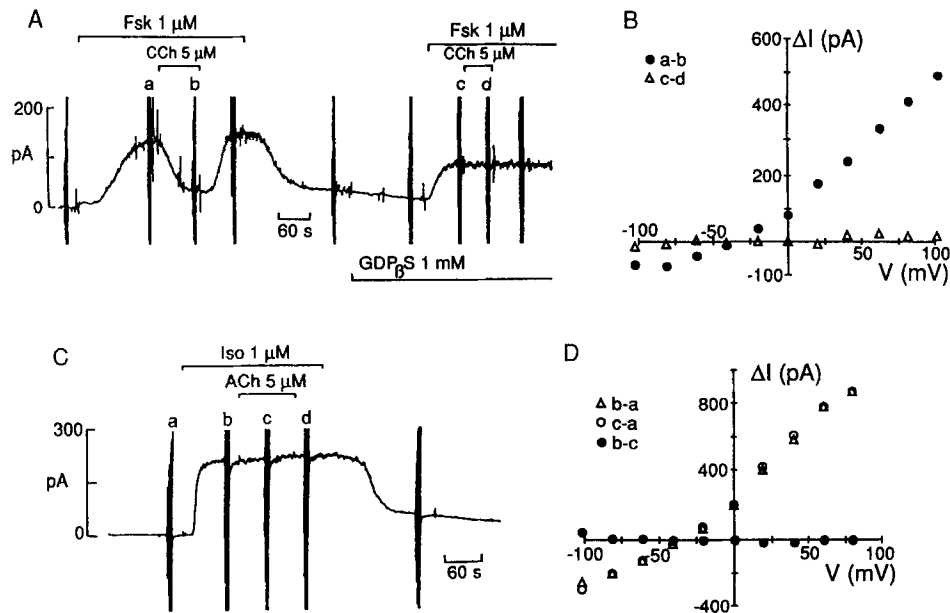 A
Fsk 1 μM
CCh 5 μM
a
b
200
pA
0
60 s
Fsk 1 μM
CCh 5 μM
c d
GDPβS 1 mM
B
ΔI (pA)
a-b
c-d
600
400
200
-100
-100
-50
50
100
V (mV)
C
Iso 1 μM
ACh 5 μM
a
b
c
d
300
pA
0
60 s
D
ΔI (pA)
b-a
c-a
b-c
800
400
-400
-100
-50
50
100
V (mV)